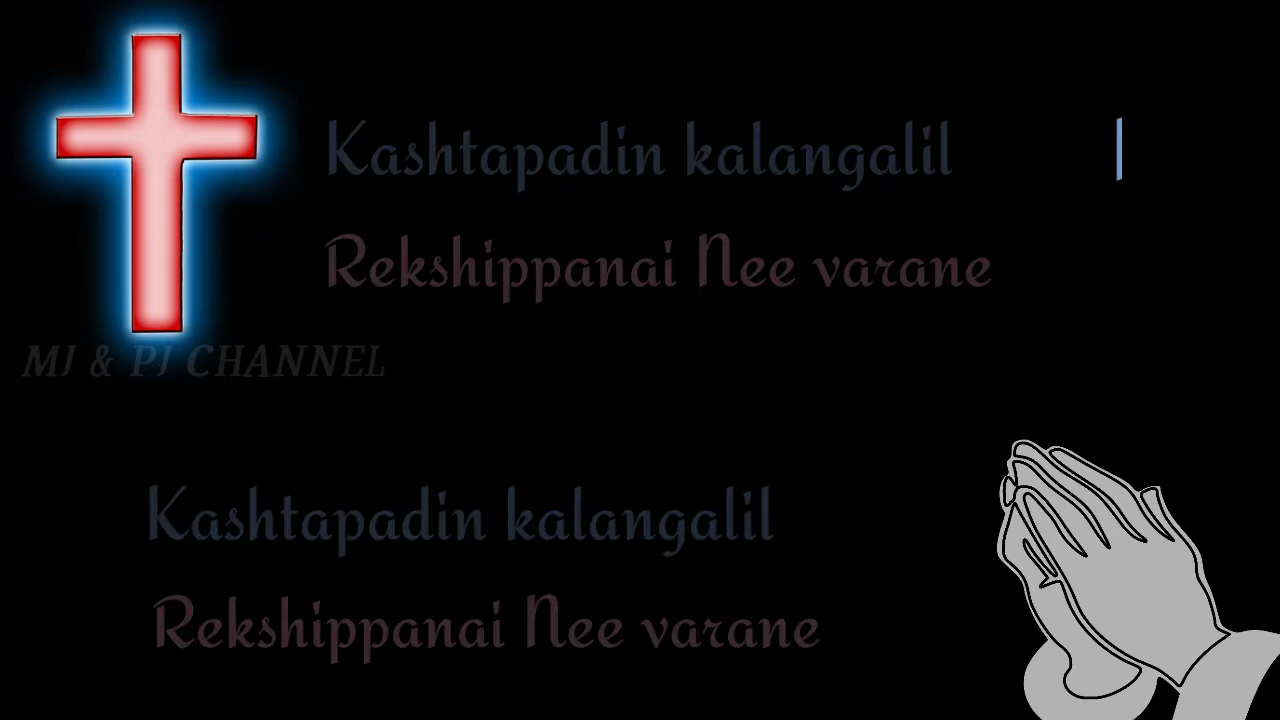 Kashtapadin kalangalil
Rekshippanai Nee varane
MJ & PJ CHANNEL
Kashtapadin kalangalil
Rekshippanai Nee varane